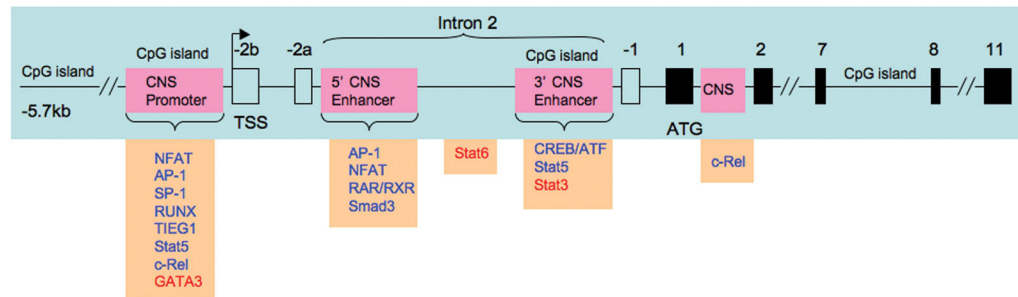 Intron 2
CpG island
-2b
-2a
CpG island
-1
1
2
7
8
11
CpG island
CpG island
CNS
Promoter
5' CNS
Enhancer
3' CNS
Enhancer
CNS
-5.7kb
TSS
ATG
NFAT
AP-1
SP-1
RUNX
TIEG1
Stat5
c-Rel
GATA3
AP-1
NFAT
RAR/RXR
Smad3
Stat6
CREB/ATF
Stat5
Stat3
c-Rel